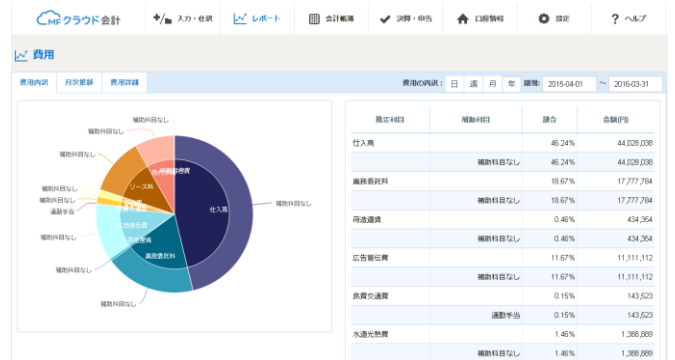 MFクラウド会計
入力・仕訳
レポート
会計帳簿
決算・申告
口座情報
設定
? ヘルプ
費用
費用内訳 月次推移 費用詳細
費用の内訳： 日 週 月 年 期間: 2015-04-01 ～ 2016-03-31
補助科目なし
補助科目なし
補助科目なし
補助科目なし
補助科目なし
通勤手当
補助科目なし
補助科目なし
補助科目なし
補助科目なし
リース料
仕入高
広告宣伝費
業務委託料
勘定科目 補助科目 割合 金額(円)
仕入高 46.24% 44,028,038
補助科目なし 46.24% 44,028,038
業務委託料 18.67% 17,777,784
補助科目なし 18.67% 17,777,784
荷造運賃 0.46% 434,354
補助科目なし 0.46% 434,354
広告宣伝費 11.67% 11,111,112
補助科目なし 11.67% 11,111,112
旅費交通費 0.15% 143,523
通勤手当 0.15% 143,523
水道光熱費 1.46% 1,388,889
補助科目なし 1.46% 1,388,889